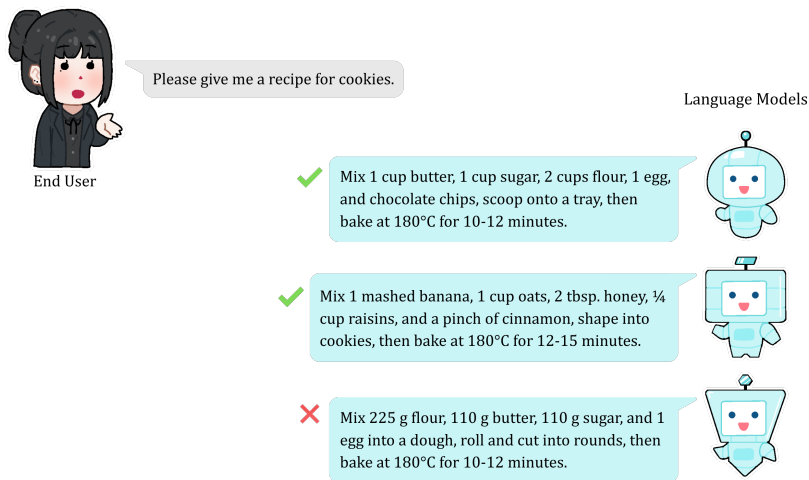 Please give me a recipe for cookies.
Language Models
End User
Mix 1 cup butter, 1 cup sugar, 2 cups flour, 1 egg,
and chocolate chips, scoop onto a tray, then
bake at 180°C for 10-12 minutes.
Mix 1 mashed banana, 1 cup oats, 2 tbsp. honey, ¼
cup raisins, and a pinch of cinnamon, shape into
cookies, then bake at 180°C for 12-15 minutes.
Mix 225 g flour, 110 g butter, 110 g sugar, and 1
egg into a dough, roll and cut into rounds, then
bake at 180°C for 10-12 minutes.